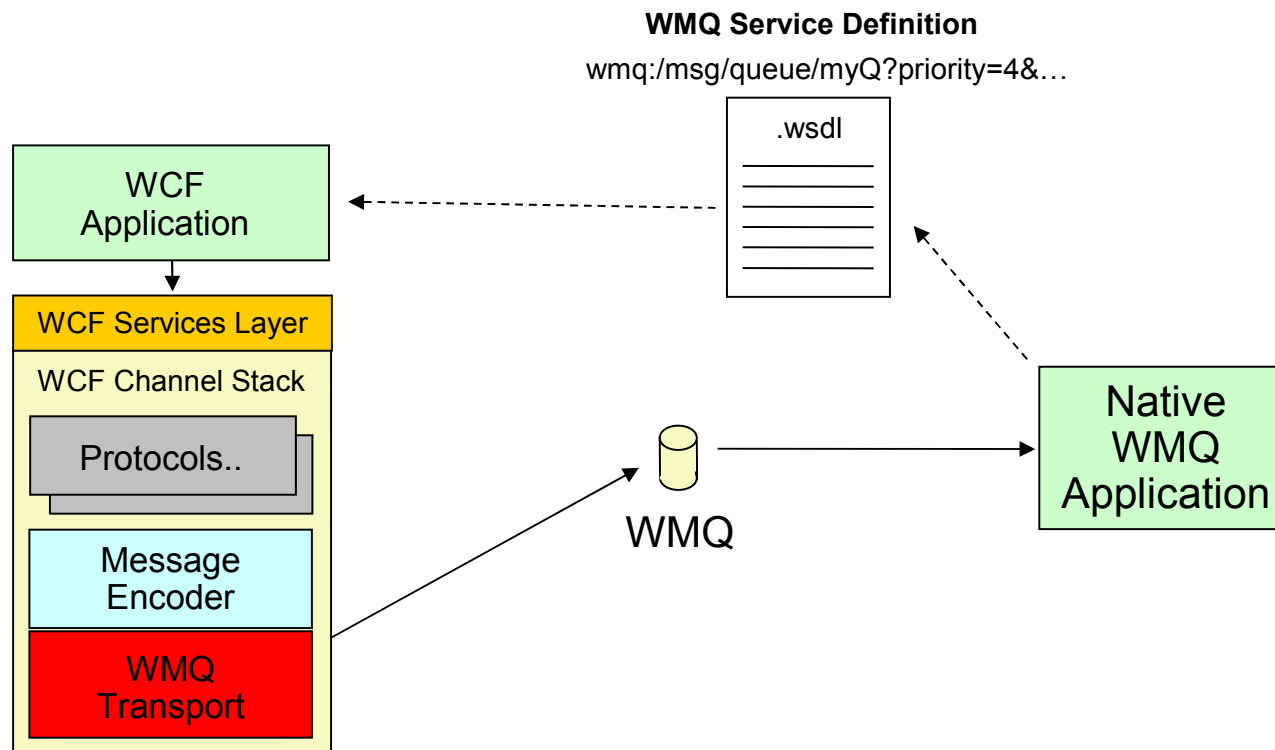 WMQ Service Definition
wmq:/msg/queue/myQ?priority=4&…
.wsdl
WCF
Application
WCF Services Layer
WCF Channel Stack
Protocols..
Message
Encoder
WMQ
Transport
WMQ
Native
WMQ
Application